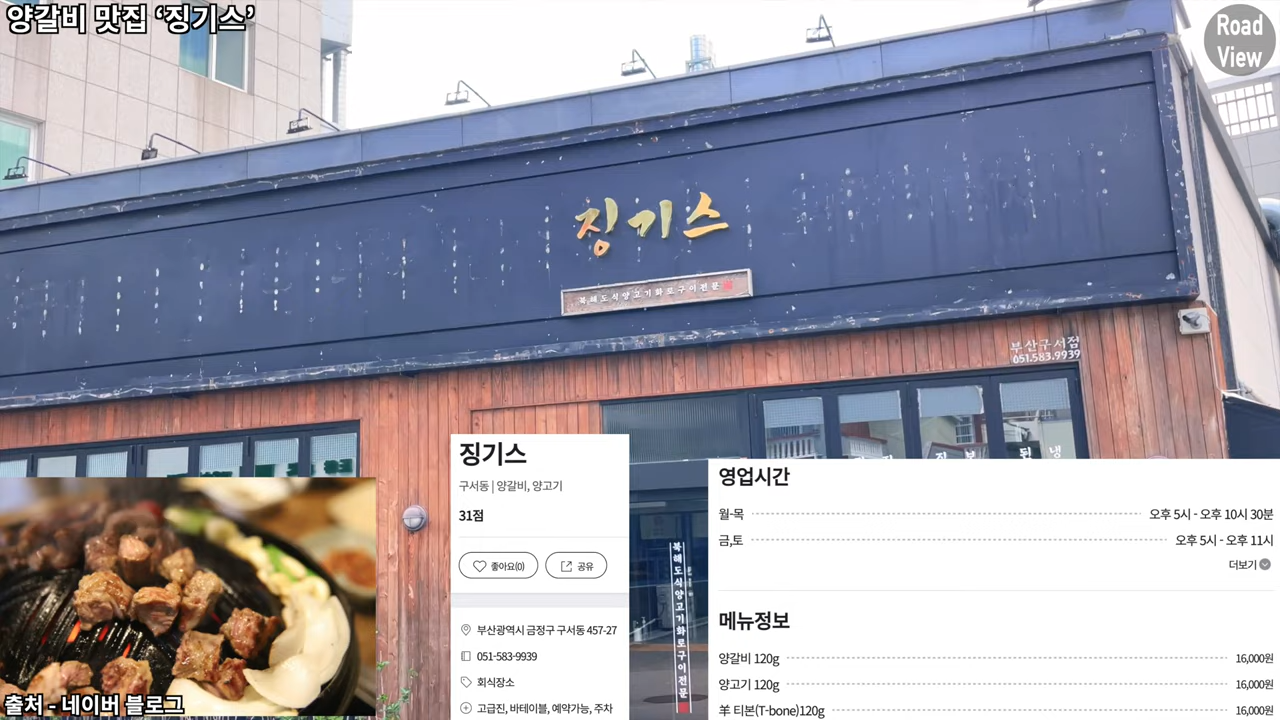 양갈비 맛집 ‘징기스’
Road
View
징기스
북해도식양고기화로구이전문
부산구서점
051.583.9939
징기스
구서동 | 양갈비, 양고기
31점
좋아요(0)
공유
부산광역시 금정구 구서동 457-27
051-583-9939
회식장소
고급진, 바테이블, 예약가능, 주차
북해도식양고기화로구이전문
영업시간
월-목 오후 5시 - 오후 10시 30분
금,토 오후 5시 - 오후 11시
더보기
메뉴정보
양갈비 120g 16,000원
양고기 120g 16,000원
羊 티본(T-bone)120g 16,000원
출처 - 네이버 블로그